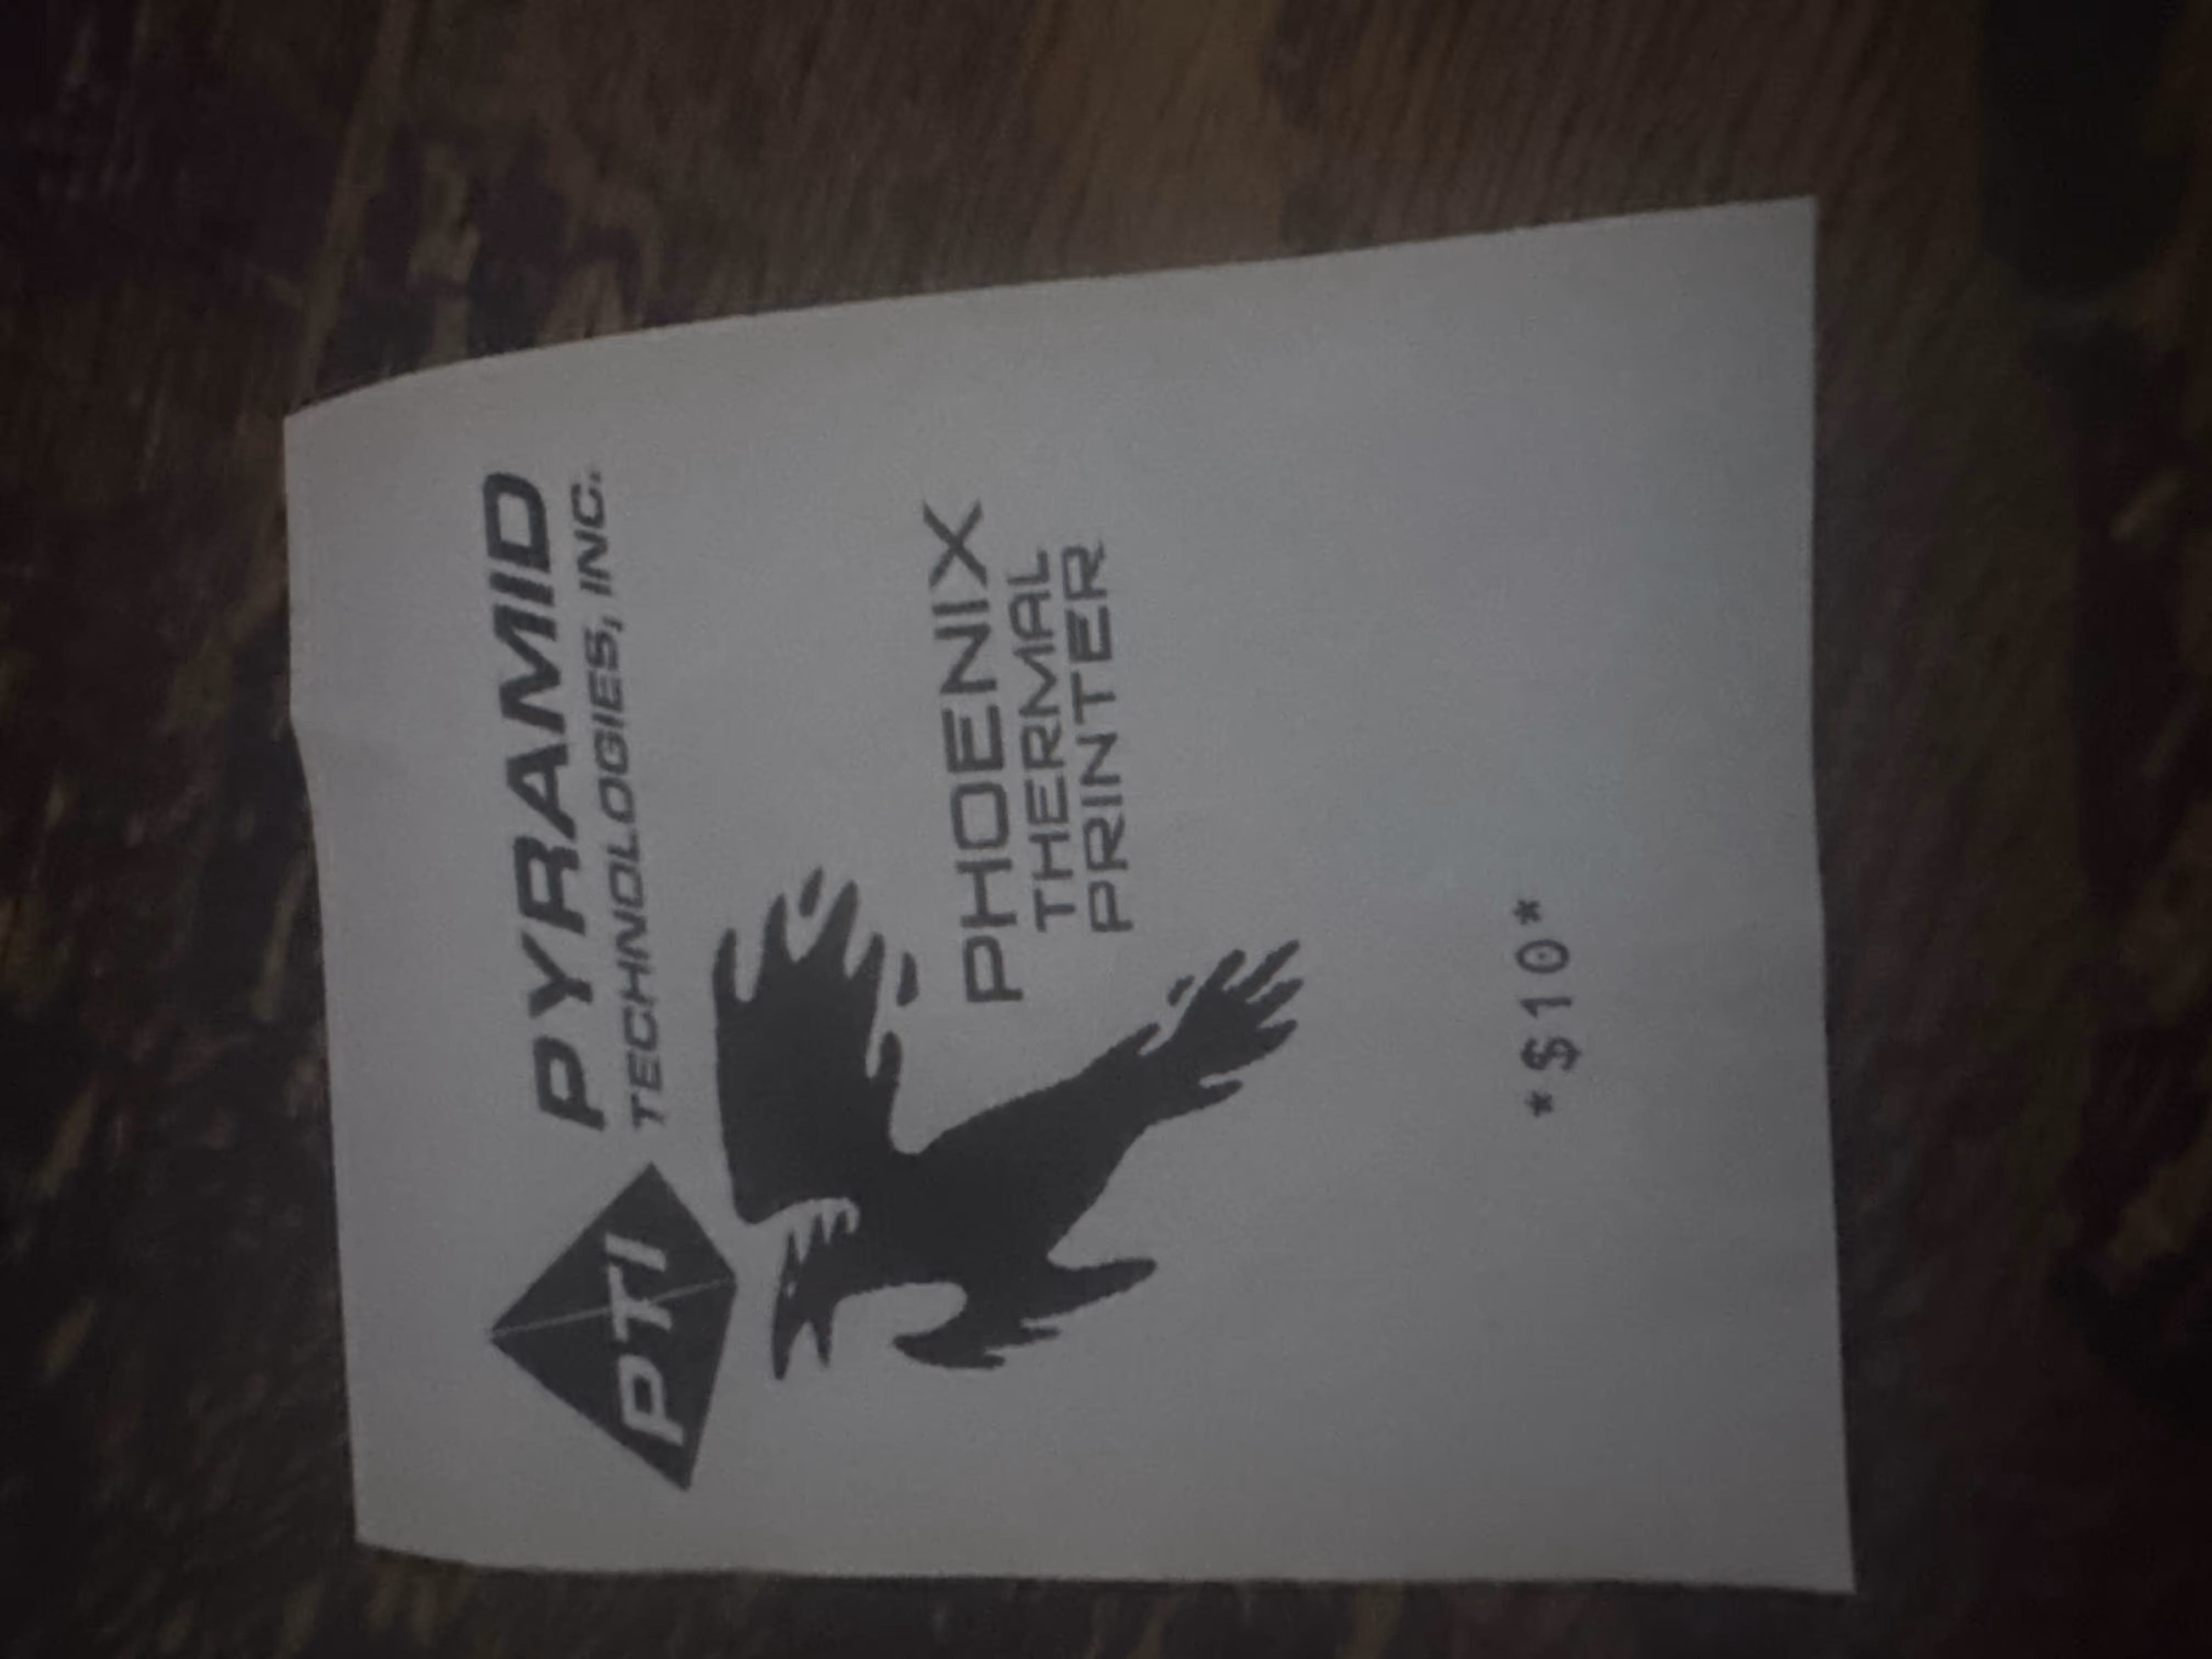 PTI
PYRAMID
TECHNOLOGIES, INC.
PHOENIX
THERMAL
PRINTER
*$10*